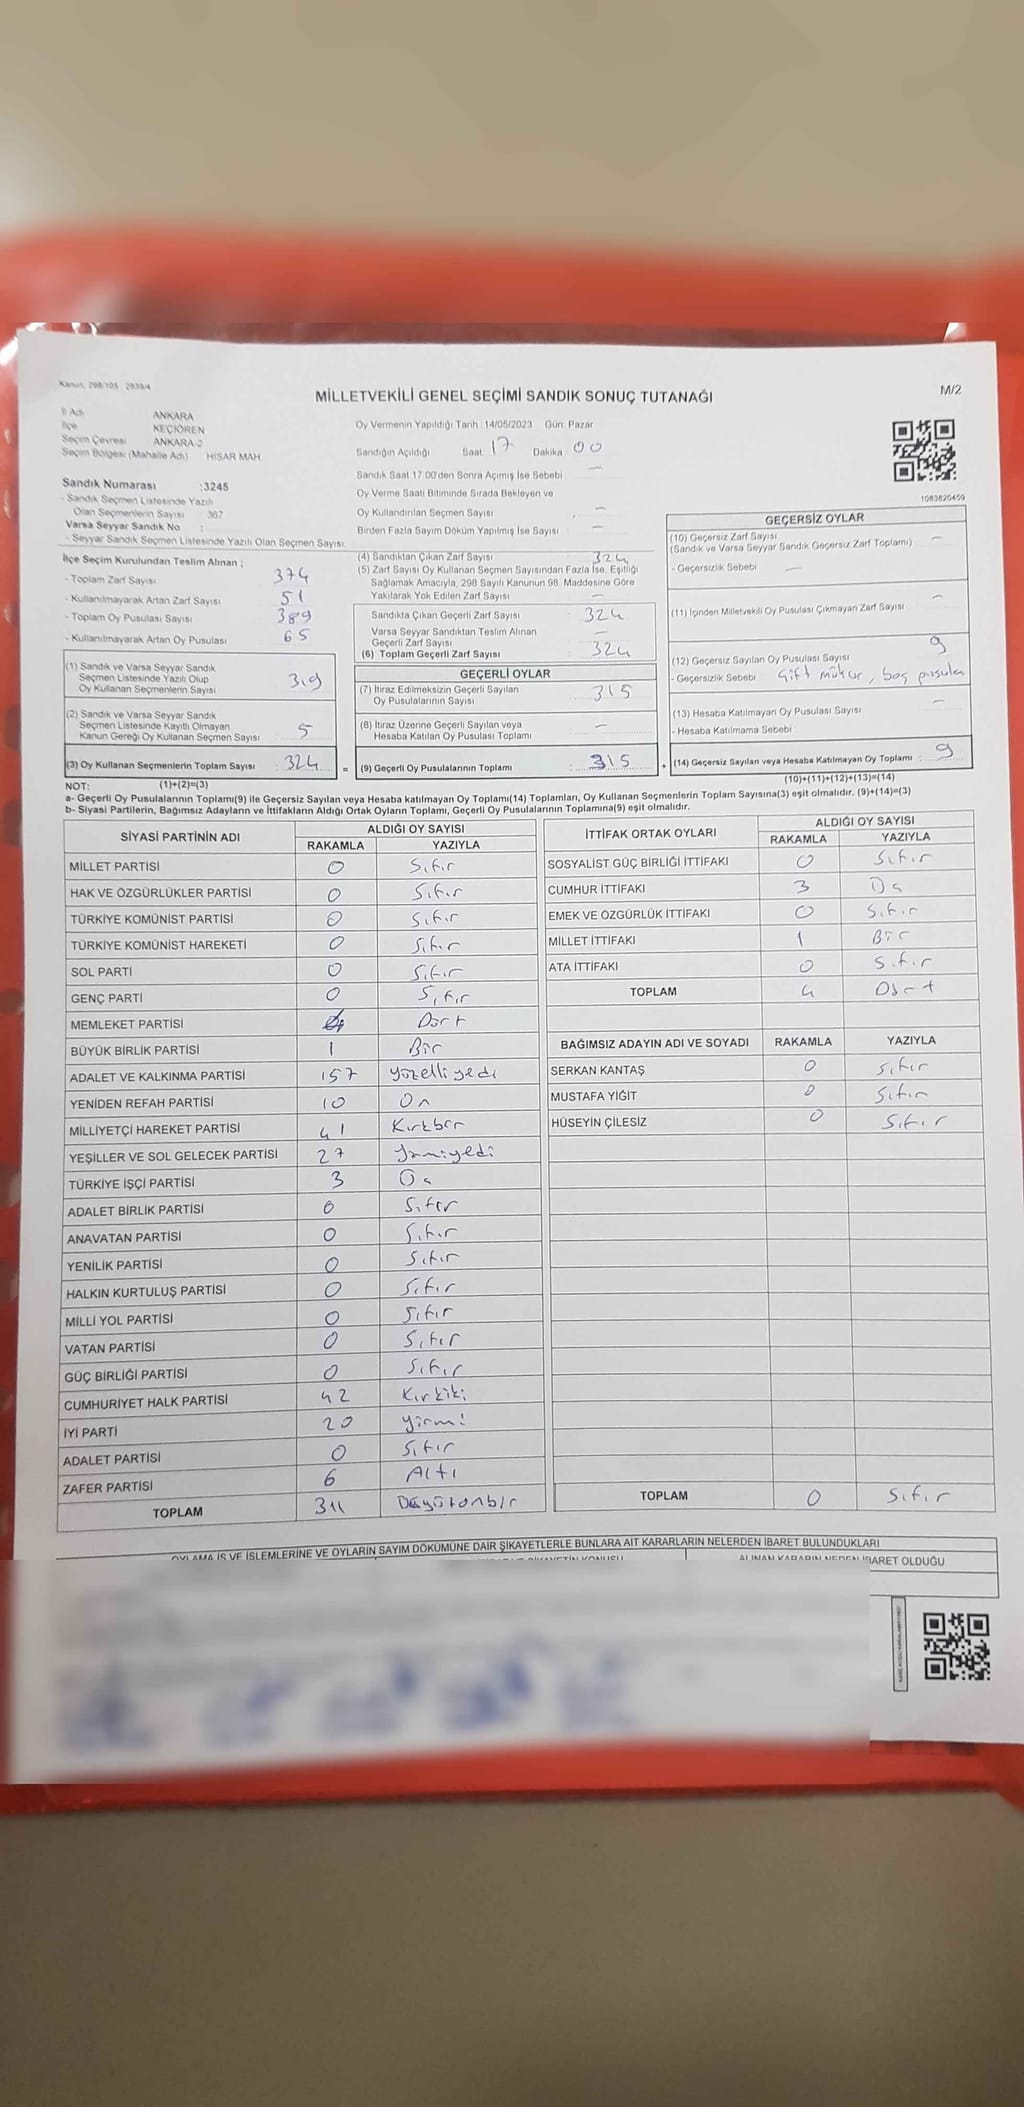 Kanun; 298/105 , 2839/4
MİLLETVEKİLİ GENEL SEÇİMİ SANDIK SONUÇ TUTANAĞI
M/2
İl Adı ANKARA
İlçe KEÇİÖREN
Seçim Çevresi ANKARA-2
Seçim Bölgesi (Mahalle Adı) HİSAR MAH
Oy Vermenin Yapıldığı Tarih 14/05/2023 Gün: Pazar
Sandığın Açıldığı Saat 17 Dakika 00
Sandık Saat 17:00'den Sonra Açımış İse Sebebi —
Oy Verme Saati Bitiminde Sırada Bekleyen ve
Oy Kullandırılan Seçmen Sayısı —
Birden Fazla Sayım Döküm Yapılmış İse Sayısı —
1083820459
Sandık Numarası :3245
- Sandık Seçmen Listesinde Yazılı
Olan Seçmenlerin Sayısı : 367
Varsa Seyyar Sandık No :
- Seyyar Sandık Seçmen Listesinde Yazılı Olan Seçmen Sayısı:
İlçe Seçim Kurulundan Teslim Alınan ;
- Toplam Zarf Sayısı 374
- Kullanılmayarak Artan Zarf Sayısı 51
- Toplam Oy Pusulası Sayısı 389
- Kullanılmayarak Artan Oy Pusulası 65
(1) Sandık ve Varsa Seyyar Sandık
Seçmen Listesinde Yazılı Olup
Oy Kullanan Seçmenlerin Sayısı : 319
(2) Sandık ve Varsa Seyyar Sandık
Seçmen Listesinde Kayıtlı Olmayan
Kanun Gereği Oy Kullanan Seçmen Sayısı : 5
(3) Oy Kullanan Seçmenlerin Toplam Sayısı : 324
(4) Sandıktan Çıkan Zarf Sayısı 324
(5) Zarf Sayısı Oy Kullanan Seçmen Sayısından Fazla İse, Eşitliği
Sağlamak Amacıyla, 298 Sayılı Kanunun 98. Maddesine Göre
Yakılarak Yok Edilen Zarf Sayısı —
Sandıkta Çıkan Geçerli Zarf Sayısı 324
Varsa Seyyar Sandıktan Teslim Alınan
Geçerli Zarf Sayısı —
(6) Toplam Geçerli Zarf Sayısı 324
GEÇERLİ OYLAR
(7) İtiraz Edilmeksizin Geçerli Sayılan
Oy Pusulalarının Sayısı : 315
(8) İtiraz Üzerine Geçerli Sayılan veya
Hesaba Katılan Oy Pusulası Toplamı —
= (9) Geçerli Oy Pusulalarının Toplamı : 315
GEÇERSİZ OYLAR
(10) Geçersiz Zarf Sayısı
(Sandık ve Varsa Seyyar Sandık Geçersiz Zarf Toplamı) —
- Geçersizlik Sebebi : —
(11) İçinden Milletvekili Oy Pusulası Çıkmayan Zarf Sayısı —
(12) Geçersiz Sayılan Oy Pusulası Sayısı 9
- Geçersizlik Sebebi Çift mühür, boş pusula
(13) Hesaba Katılmayan Oy Pusulası Sayısı —
- Hesaba Katılmama Sebebi
+ (14) Geçersiz Sayılan veya Hesaba Katılmayan Oy Toplamı : 9
NOT: (1)+(2)=(3)
(10)+(11)+(12)+(13)=(14)
a- Geçerli Oy Pusulalarının Toplamı(9) ile Geçersiz Sayılan veya Hesaba katılmayan Oy Toplamı(14) Toplamları, Oy Kullanan Seçmenlerin Toplam Sayısına(3) eşit olmalıdır. (9)+(14)=(3)
b- Siyasi Partilerin, Bağımsız Adayların ve İttifakların Aldığı Ortak Oyların Toplamı, Geçerli Oy Pusulalarının Toplamına(9) eşit olmalıdır.
SİYASİ PARTİNİN ADI ALDIĞI OY SAYISI
RAKAMLA YAZIYLA
MİLLET PARTİSİ 0 Sıfır
HAK VE ÖZGÜRLÜKLER PARTİSİ 0 Sıfır
TÜRKİYE KOMÜNİST PARTİSİ 0 Sıfır
TÜRKİYE KOMÜNİST HAREKETİ 0 Sıfır
SOL PARTİ 0 Sıfır
GENÇ PARTİ 0 Sıfır
MEMLEKET PARTİSİ 4 Dört
BÜYÜK BİRLİK PARTİSİ 1 Bir
ADALET VE KALKINMA PARTİSİ 157 yüzelliyedi
YENİDEN REFAH PARTİSİ 10 On
MİLLİYETÇİ HAREKET PARTİSİ 41 Kırkbir
YEŞİLLER VE SOL GELECEK PARTİSİ 27 Yirmiyedi
TÜRKİYE İŞÇİ PARTİSİ 3 Üç
ADALET BİRLİK PARTİSİ 0 Sıfır
ANAVATAN PARTİSİ 0 Sıfır
YENİLİK PARTİSİ 0 Sıfır
HALKIN KURTULUŞ PARTİSİ 0 Sıfır
MİLLİ YOL PARTİSİ 0 Sıfır
VATAN PARTİSİ 0 Sıfır
GÜÇ BİRLİĞİ PARTİSİ 0 Sıfır
CUMHURİYET HALK PARTİSİ 42 Kırkiki
İYİ PARTİ 20 yirmi
ADALET PARTİSİ 0 Sıfır
ZAFER PARTİSİ 6 Altı
TOPLAM 311
İTTİFAK ORTAK OYLARI ALDIĞI OY SAYISI
RAKAMLA YAZIYLA
SOSYALİST GÜÇ BİRLİĞİ İTTİFAKI 0 Sıfır
CUMHUR İTTİFAKI 3 Üç
EMEK VE ÖZGÜRLÜK İTTİFAKI 0 Sıfır
MİLLET İTTİFAKI 1 Bir
ATA İTTİFAKI 0 Sıfır
TOPLAM 4 Dört
BAĞIMSIZ ADAYIN ADI VE SOYADI RAKAMLA YAZIYLA
SERKAN KANTAŞ 0 Sıfır
MUSTAFA YİĞİT 0 Sıfır
HÜSEYİN ÇİLESİZ 0 Sıfır
TOPLAM 0 Sıfır
OYLAMA İŞ VE İŞLEMLERİNE VE OYLARIN SAYIM DÖKÜMÜNE DAİR ŞİKAYETLERLE BUNLARA AİT KARARLARIN NELERDEN İBARET BULUNDUKLARI
ALINAN KARARIN NEDEN İBARET OLDUĞU